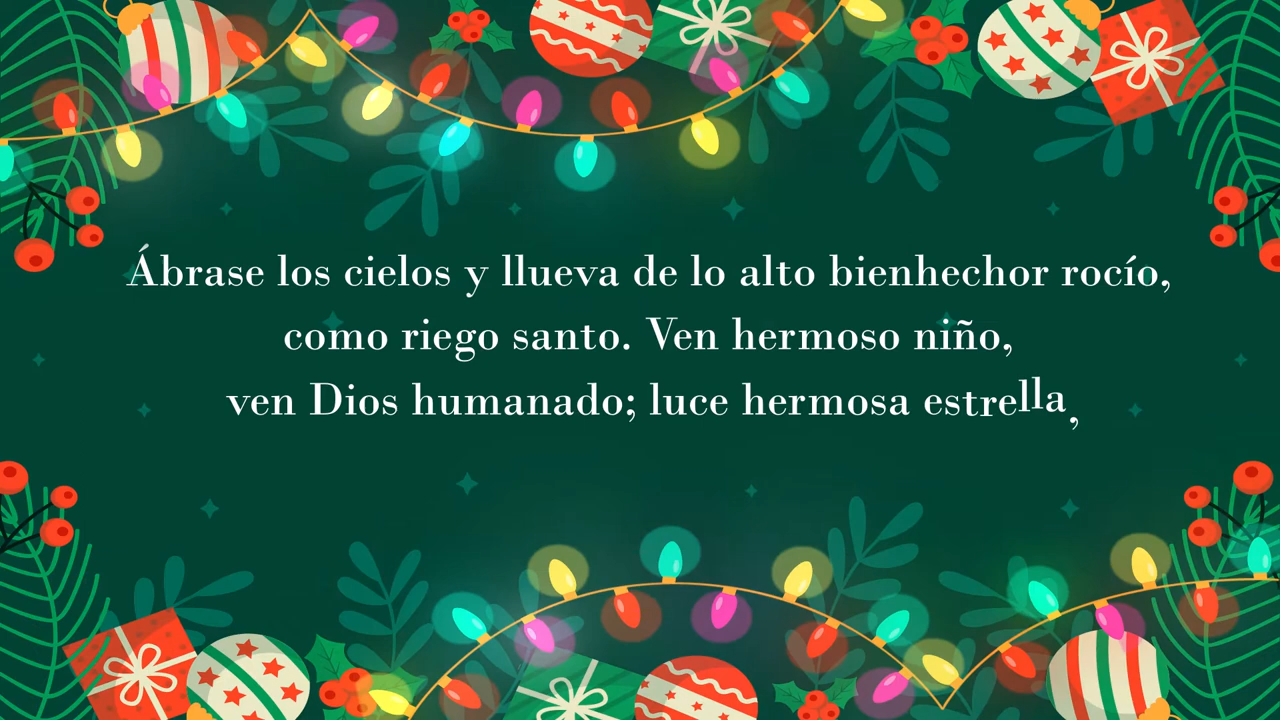 Ábrase los cielos y llueva de lo alto bienhechor rocío,
como riego santo. Ven hermoso niño,
ven Dios humanado; luce hermosa estrella,